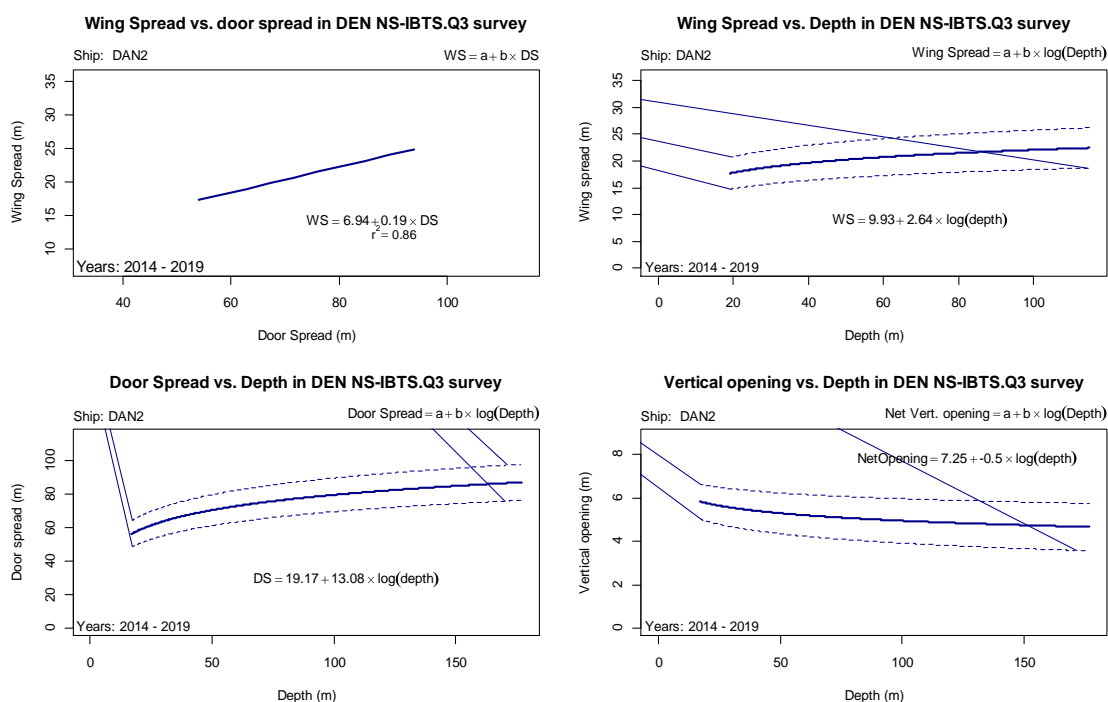 Wing Spread vs. door spread in DEN NS-IBTS.Q3 survey
Ship: DAN2
WS = a + b × DS
35
30
25
20
15
10
Wing Spread (m)
WS = 6.94+0.19 × DS
r² = 0.86
Years: 2014 - 2019
40 60 80 100
Door Spread (m)
Wing Spread vs. Depth in DEN NS-IBTS.Q3 survey
Ship: DAN2
Wing Spread = a + b × log(Depth)
35
30
25
20
15
10
5
0
Wing spread (m)
WS = 9.93 + 2.64 × log(depth)
Years: 2014 - 2019
0 20 40 60 80 100
Depth (m)
Door Spread vs. Depth in DEN NS-IBTS.Q3 survey
Ship: DAN2
Door Spread = a + b × log(Depth)
100
80
60
40
20
0
Door spread (m)
DS = 19.17 + 13.08 × log(depth)
Years: 2014 - 2019
0 50 100 150
Depth (m)
Vertical opening vs. Depth in DEN NS-IBTS.Q3 survey
Ship: DAN2
Net Vert. opening = a + b × log(Depth)
8
6
4
2
0
Vertical opening (m)
NetOpening = 7.25 + -0.5 × log(depth)
Years: 2014 - 2019
0 50 100 150
Depth (m)